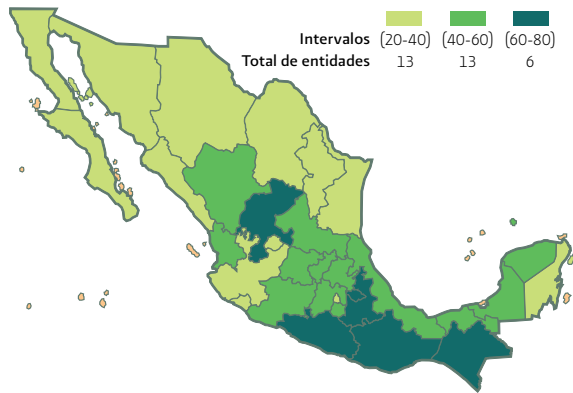 Intervalos (20-40) (40-60) (60-80)
Total de entidades 13 13 6